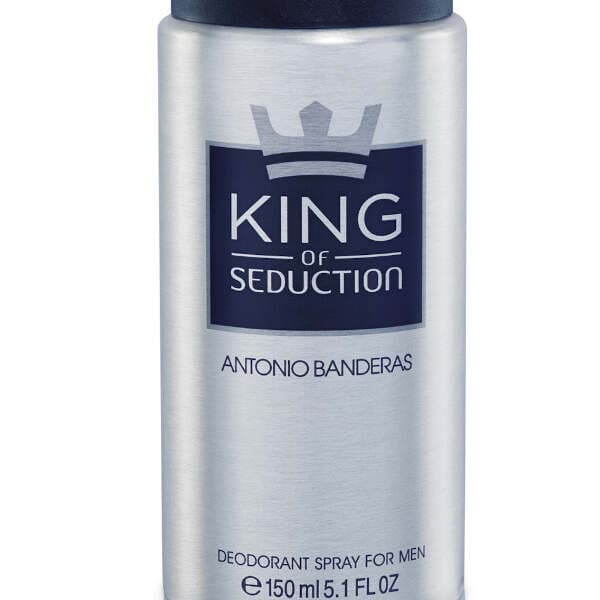 KING
OF
SEDUCTION
ANTONIO BANDERAS
DEODORANT SPRAY FOR MEN
℮ 150 ml 5.1 FL OZ